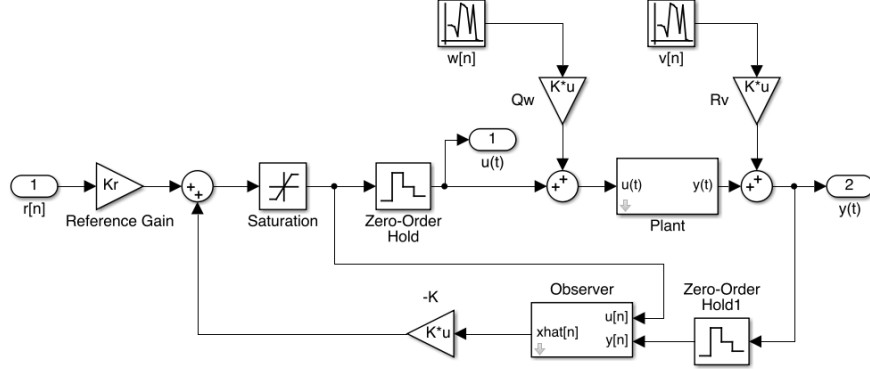 w[n]
v[n]
K*u
Qw
K*u
Rv
1
u(t)
1
r[n]
Kr
Reference Gain
Saturation
Zero-Order
Hold
u(t)
y(t)
Plant
2
y(t)
-K
K*u
Observer
u[n]
xhat[n]
y[n]
Zero-Order
Hold1